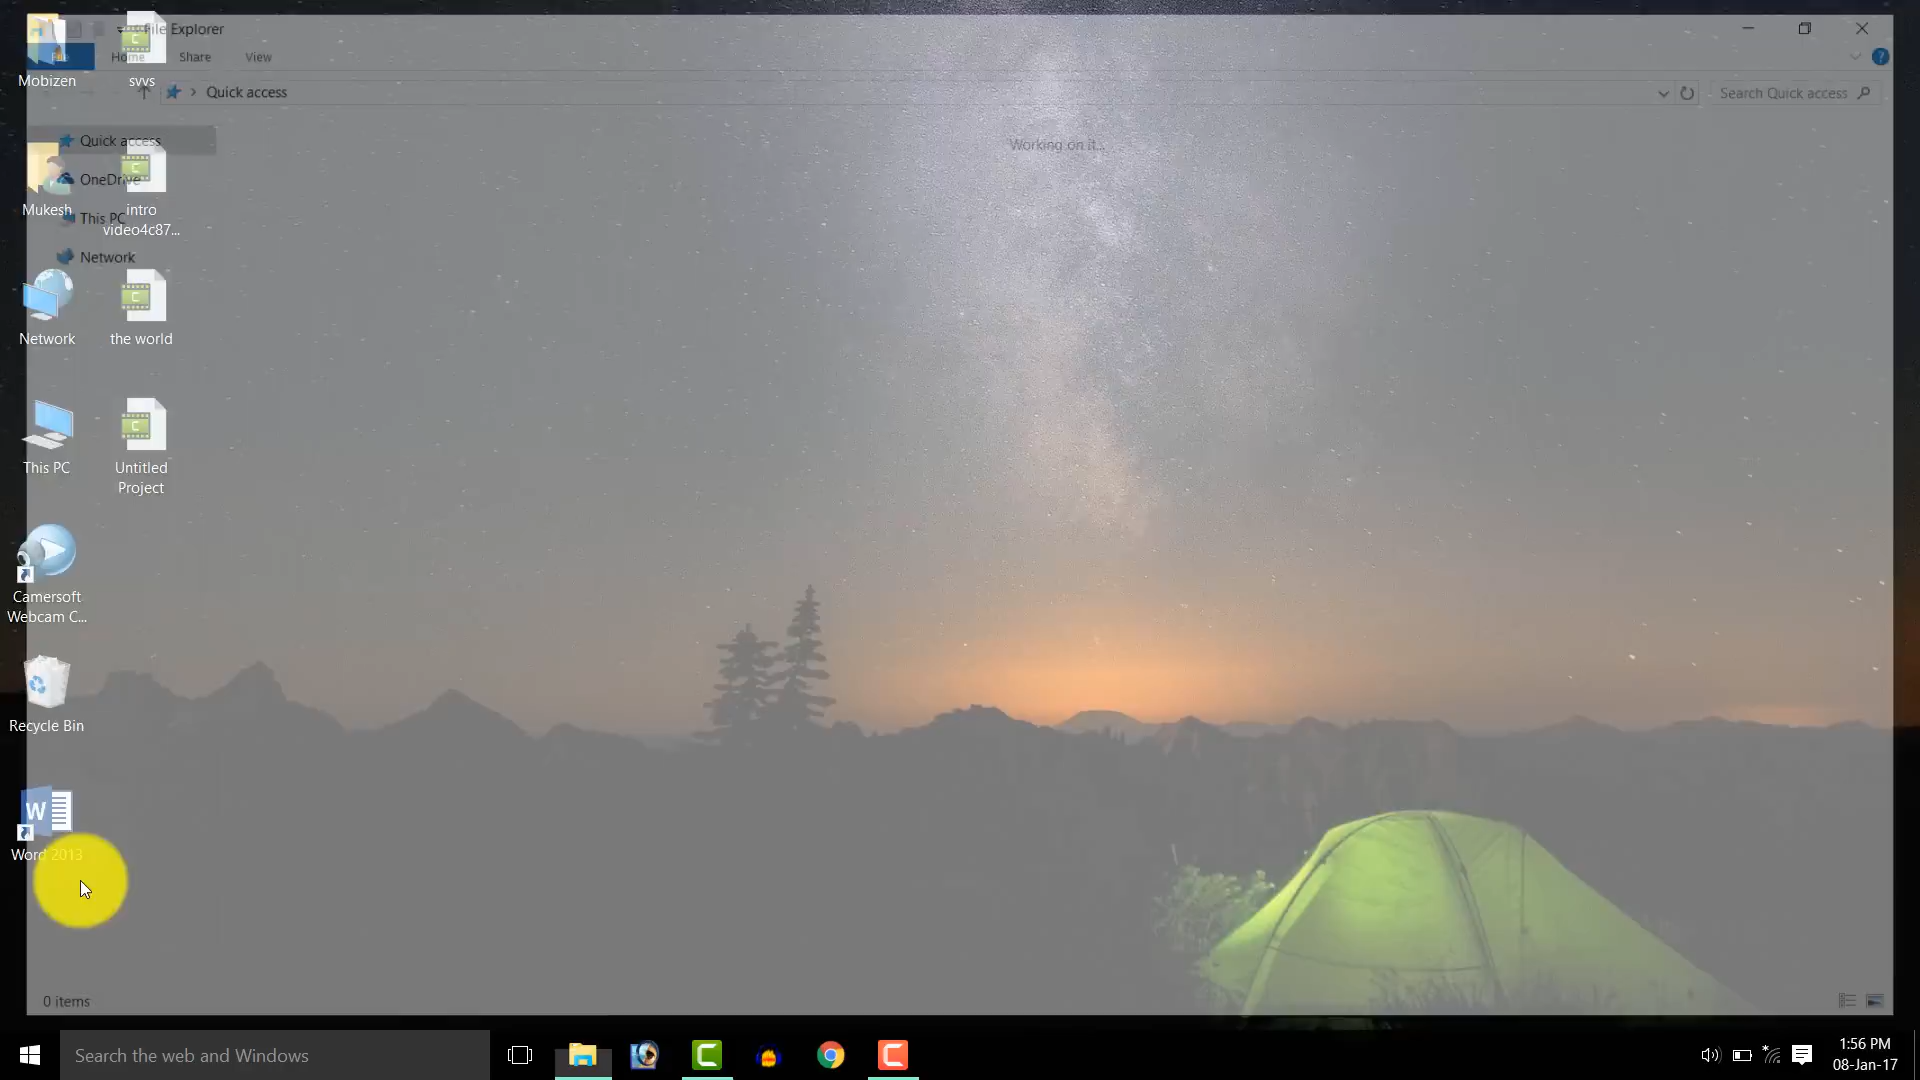 File Explorer
File
Home
Share
View
Quick access
Search Quick access
Working on it...
Quick access
OneDrive
This PC
Network
0 items
Mobizen
svvs
Mukesh
intro
video4c87...
Network
the world
This PC
Untitled
Project
Camersoft
Webcam C...
Recycle Bin
Word 2013
Search the web and Windows
1:56 PM
08-Jan-17